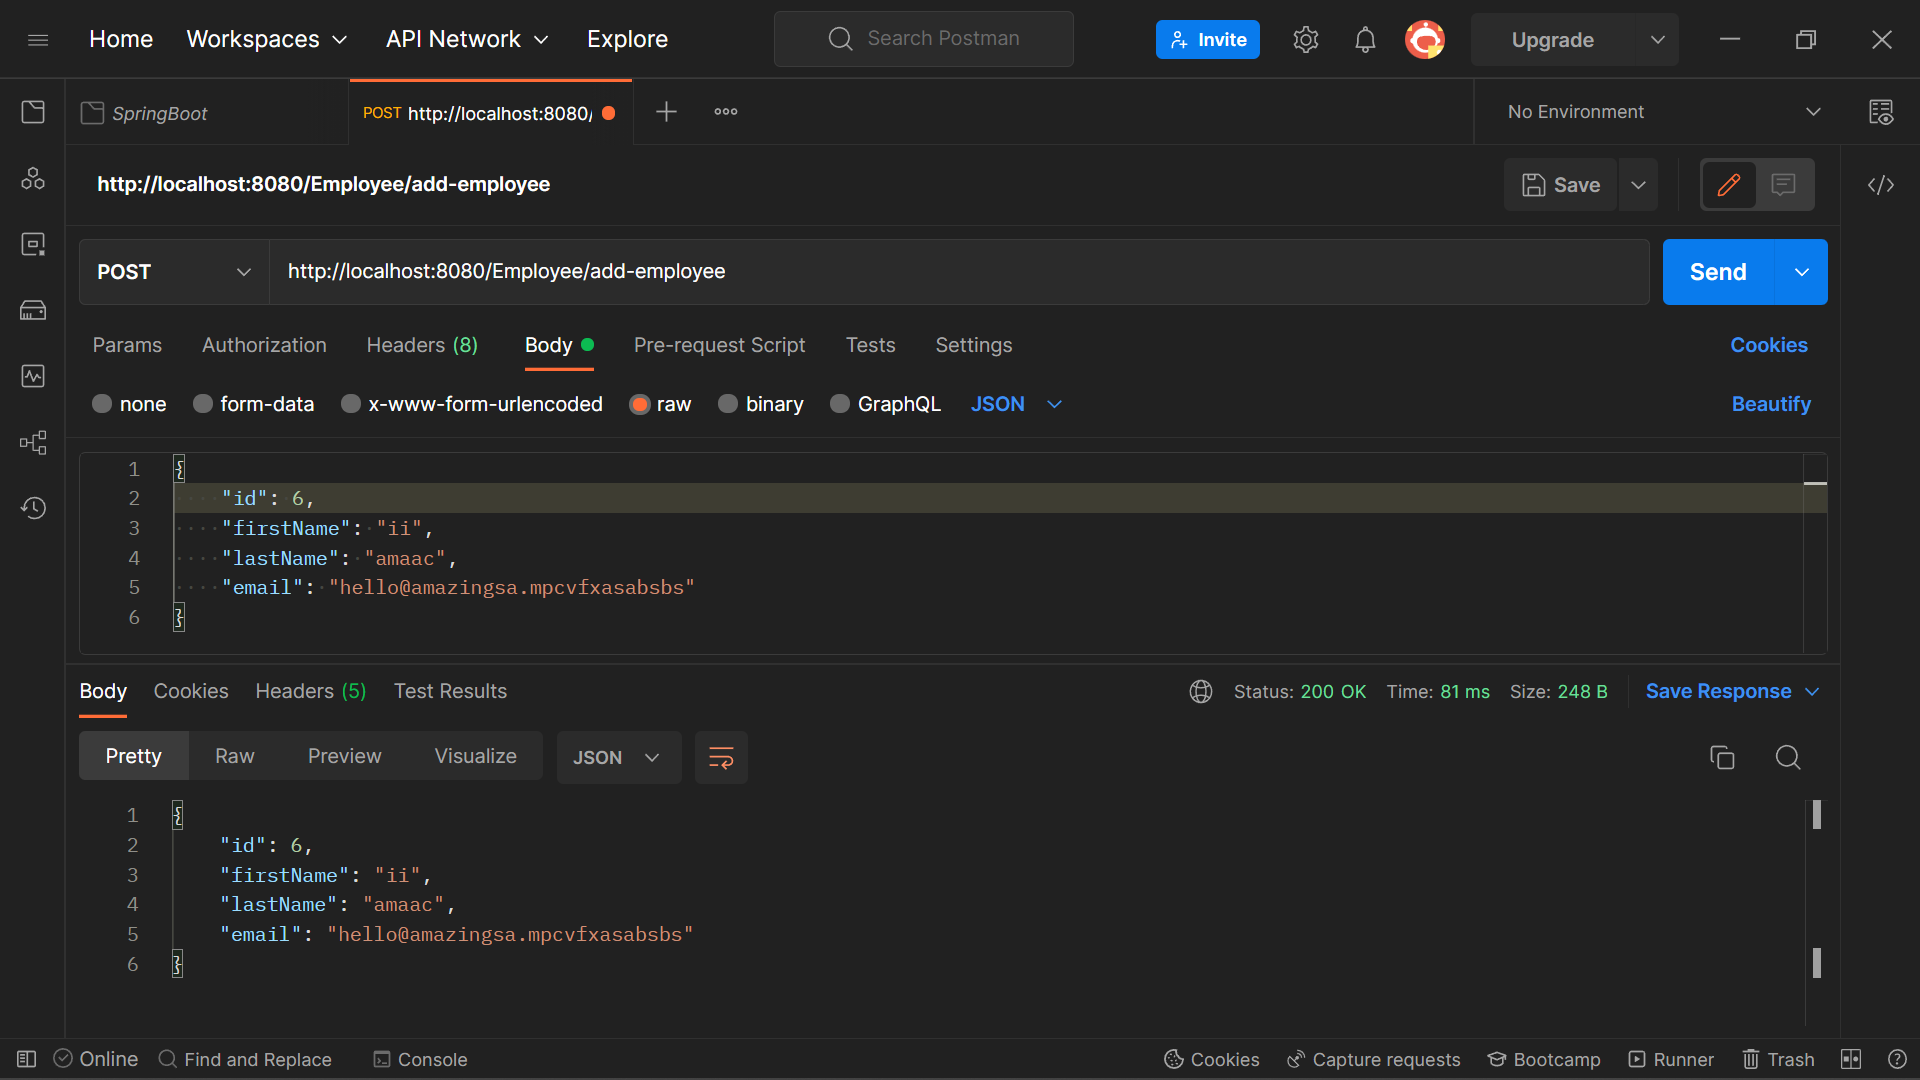 Home Workspaces API Network Explore Search Postman Invite Upgrade
SpringBoot POST http://localhost:8080/ No Environment
http://localhost:8080/Employee/add-employee Save
POST http://localhost:8080/Employee/add-employee Send
Params Authorization Headers (8) Body Pre-request Script Tests Settings Cookies
none form-data x-www-form-urlencoded raw binary GraphQL JSON Beautify
1 {
2 "id": 6,
3 "firstName": "ii",
4 "lastName": "amaac",
5 "email": "hello@amazingsa.mpcvfxasabsbs"
6 }
Body Cookies Headers (5) Test Results Status: 200 OK Time: 81 ms Size: 248 B Save Response
Pretty Raw Preview Visualize JSON
1 {
2 "id": 6,
3 "firstName": "ii",
4 "lastName": "amaac",
5 "email": "hello@amazingsa.mpcvfxasabsbs"
6 }
Online Find and Replace Console Cookies Capture requests Bootcamp Runner Trash